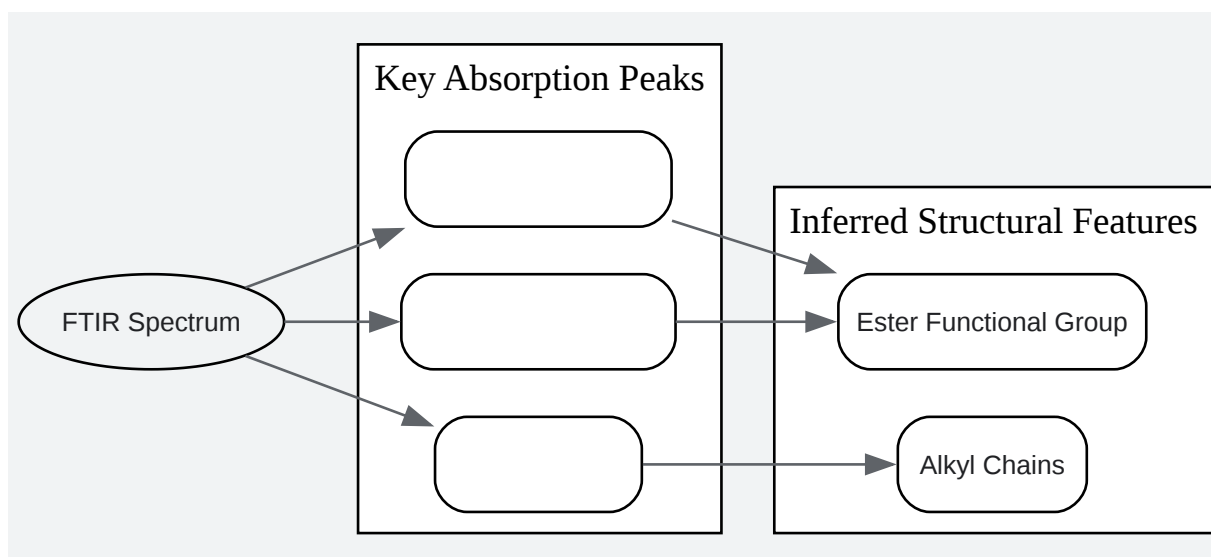 Key Absorption Peaks
Inferred Structural Features
FTIR Spectrum
Ester Functional Group
Alkyl Chains